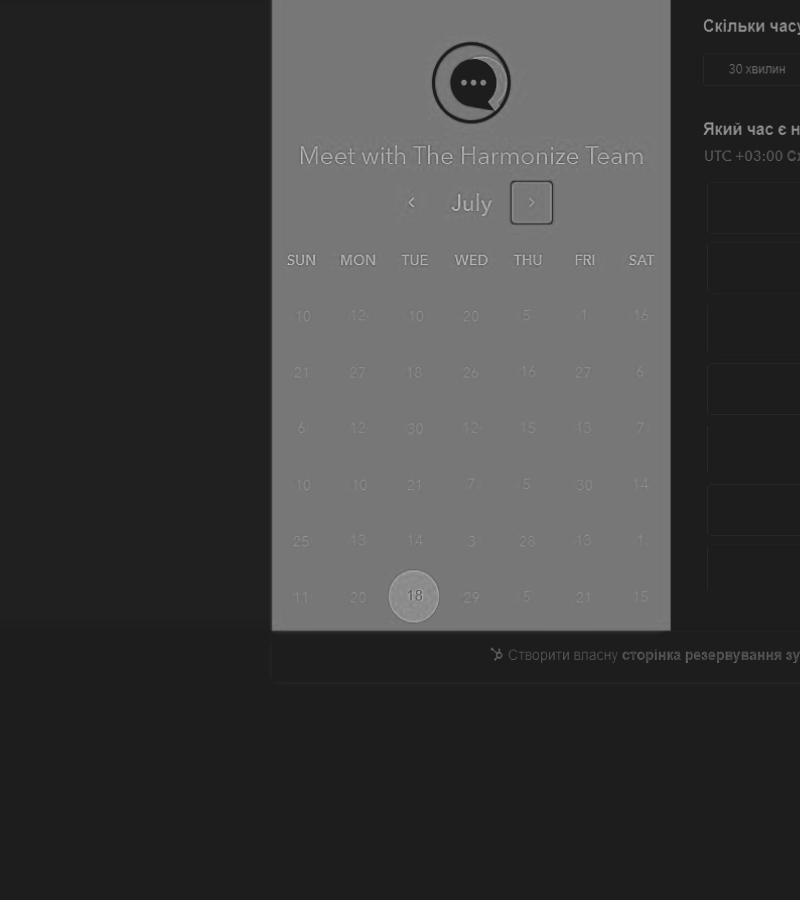 Meet with The Harmonize Team
July
SUN MON TUE WED THU FRI SAT
10 12 10 20 5 1 16
21 27 18 26 16 27 6
6 12 30 12 15 13 7
10 10 21 7 5 30 14
25 13 14 3 28 13 1
11 20 18 29 5 21 15
Скільки часу
30 хвилин
Який час є н
UTC +03:00
Створити власну сторінка резервування зу